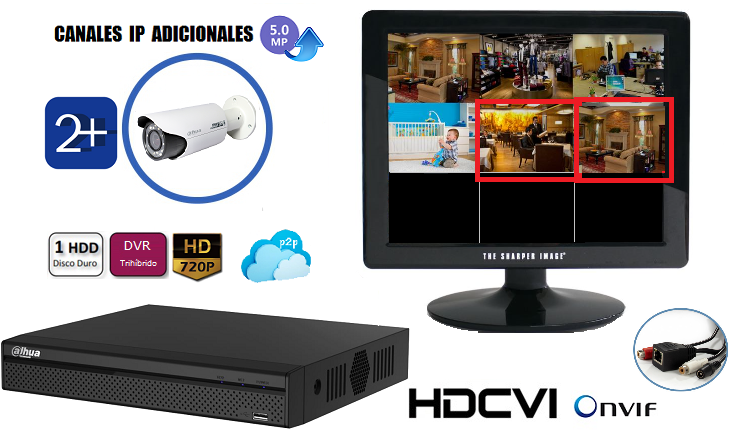 CANALES IP ADICIONALES
5.0
MP
2+
alhua
THE SHARPER IMAGE
1 HDD
Disco Duro
DVR
Trihíbrido
HD
720P
p2p
alhua
HDCVI
ONVIF